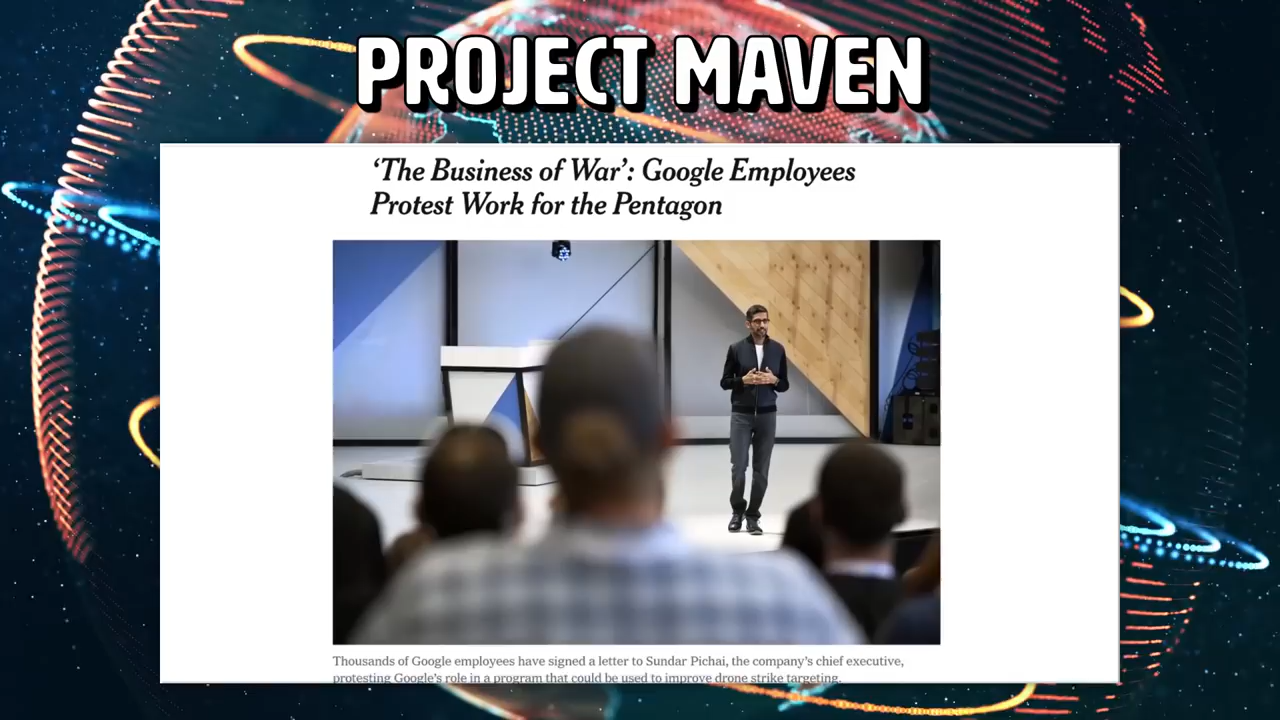 PROJECT MAVEN
‘The Business of War’: Google Employees
Protest Work for the Pentagon
Thousands of Google employees have signed a letter to Sundar Pichai, the company’s chief executive,
protesting Google’s role in a program that could be used to improve drone strike targeting.